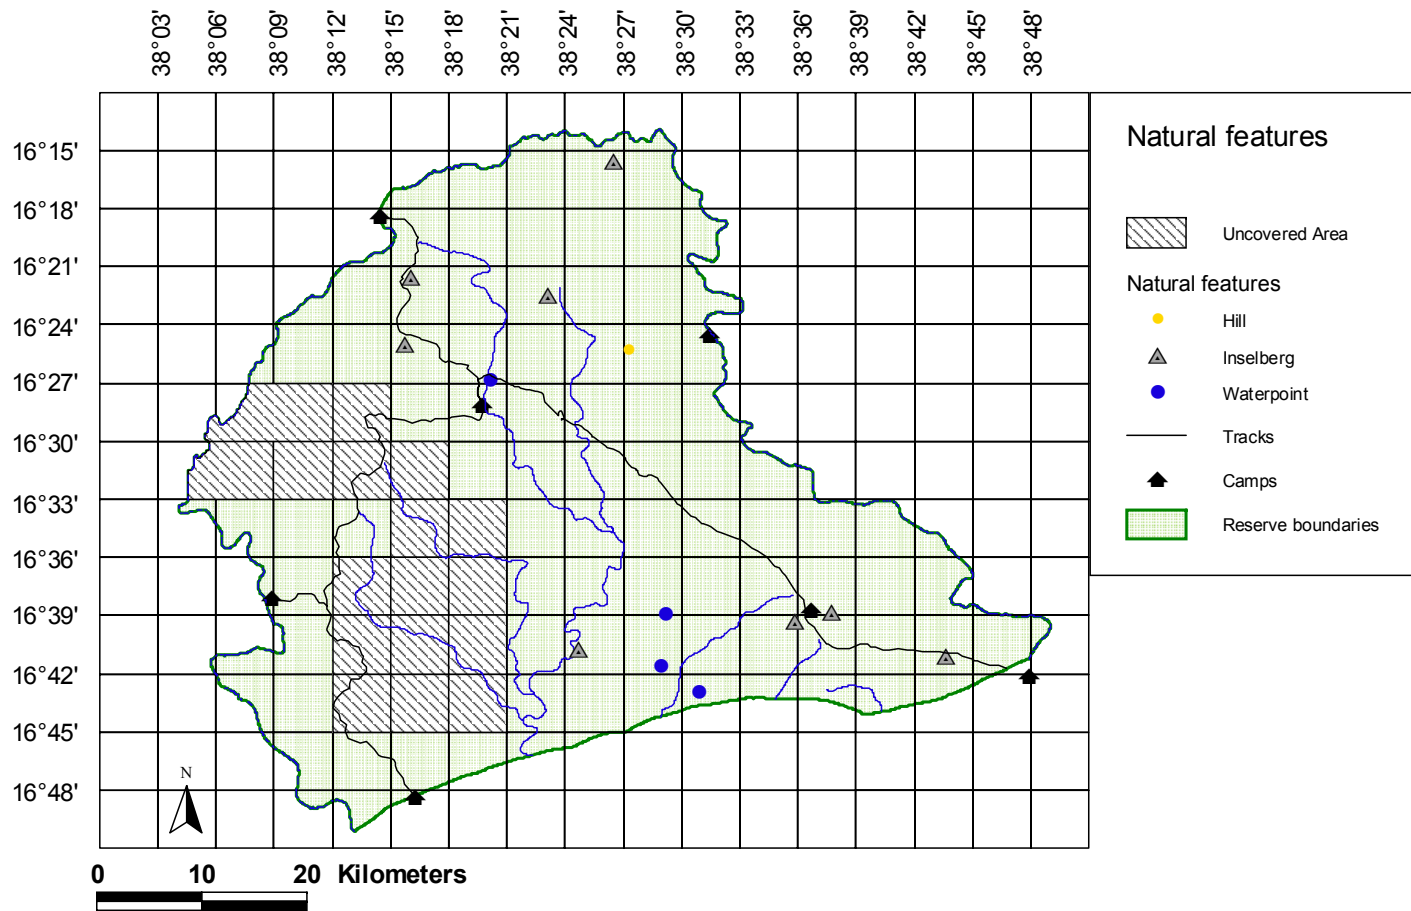 38°03' 38°06' 38°09' 38°12' 38°15' 38°18' 38°21' 38°24' 38°27' 38°30' 38°33' 38°36' 38°39' 38°42' 38°45' 38°48'
16°15'
16°18'
16°21'
16°24'
16°27'
16°30'
16°33'
16°36'
16°39'
16°42'
16°45'
16°48'
N
0 10 20 Kilometers
Natural features
Uncovered Area
Natural features
Hill
Inselberg
Waterpoint
Tracks
Camps
Reserve boundaries